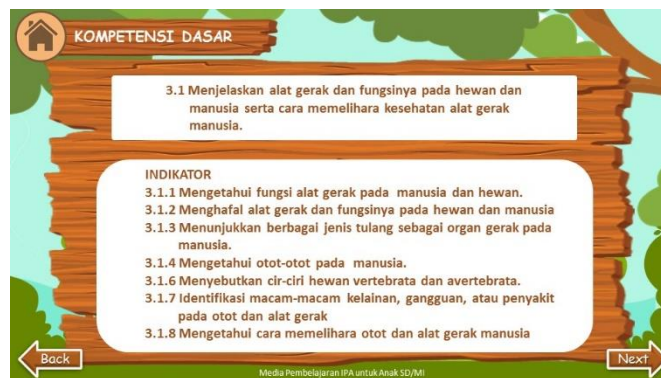 KOMPETENSI DASAR
3.1 Menjelaskan alat gerak dan fungsinya pada hewan dan
manusia serta cara memelihara kesehatan alat gerak
manusia.
INDIKATOR
3.1.1 Mengetahui fungsi alat gerak pada manusia dan hewan.
3.1.2 Menghafal alat gerak dan fungsinya pada hewan dan manusia
3.1.3 Menunjukkan berbagai jenis tulang sebagai organ gerak pada
manusia.
3.1.4 Mengetahui otot-otot pada manusia.
3.1.6 Menyebutkan cir-ciri hewan vertebrata dan avertebrata.
3.1.7 Identifikasi macam-macam kelainan, gangguan, atau penyakit
pada otot dan alat gerak
3.1.8 Mengetahui cara memelihara otot dan alat gerak manusia
Back
Next
Media Pembelajaran IPA untuk Anak SD/MI